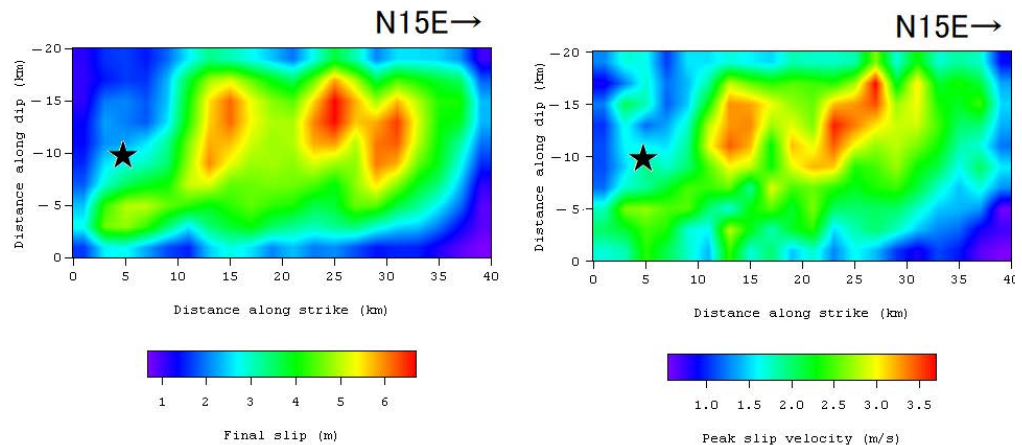 N15E→
−20
−15
−10
−5
0
Distance along dip (km)
0 5 10 15 20 25 30 35 40
Distance along strike (km)
1 2 3 4 5 6
Final slip (m)
N15E→
−20
−15
−10
−5
0
Distance along dip (km)
0 5 10 15 20 25 30 35 40
Distance along strike (km)
1.0 1.5 2.0 2.5 3.0 3.5
Peak slip velocity (m/s)